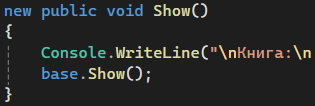 new public void Show()
{
Console.WriteLine("\nКнига:\n
base.Show();
}